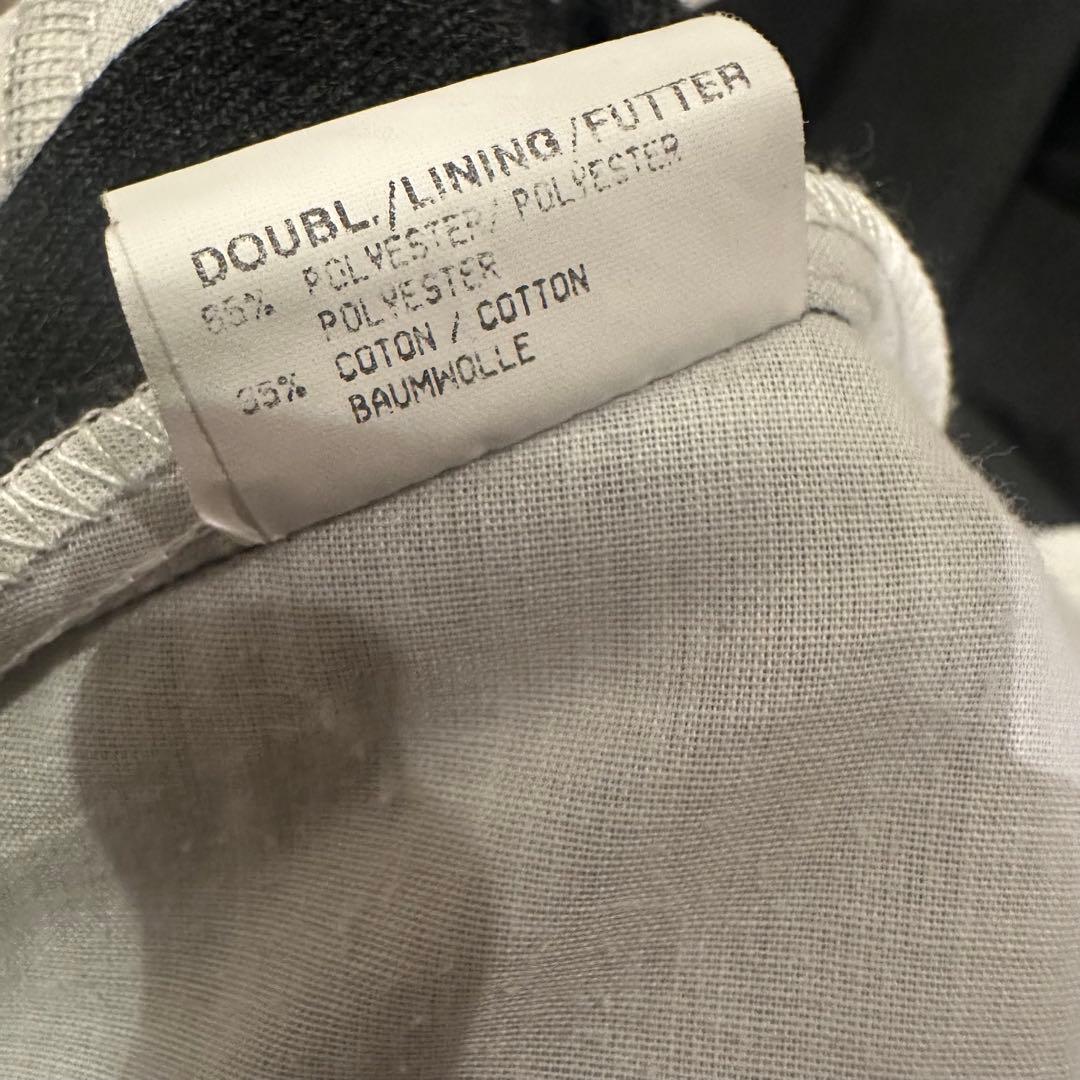 DOUBL./LINING/FUTTER
65% POLYESTER/POLYESTER
POLYESTER
35% COTON / COTTON
BAUMWOLLE